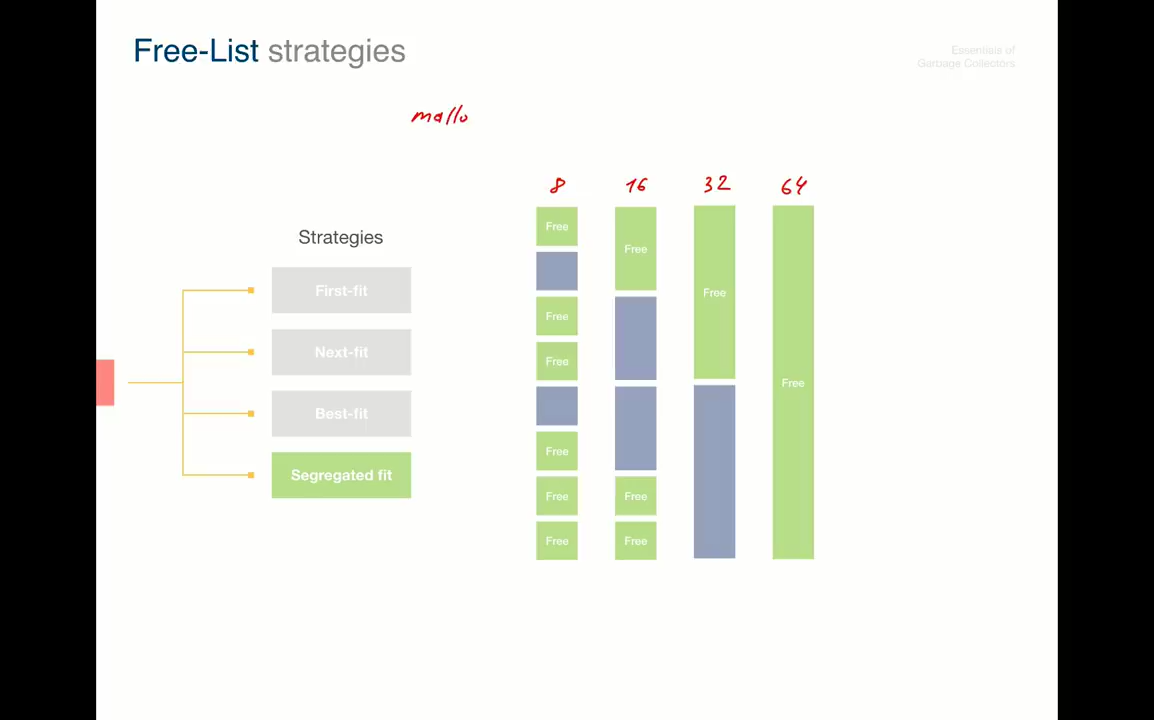 Free-List strategies
Essentials of
Garbage Collectors
mallo
8 16 32 64
Strategies
First-fit
Next-fit
Best-fit
Segregated fit
Free
Free
Free
Free
Free
Free
Free
Free
Free
Free
Free